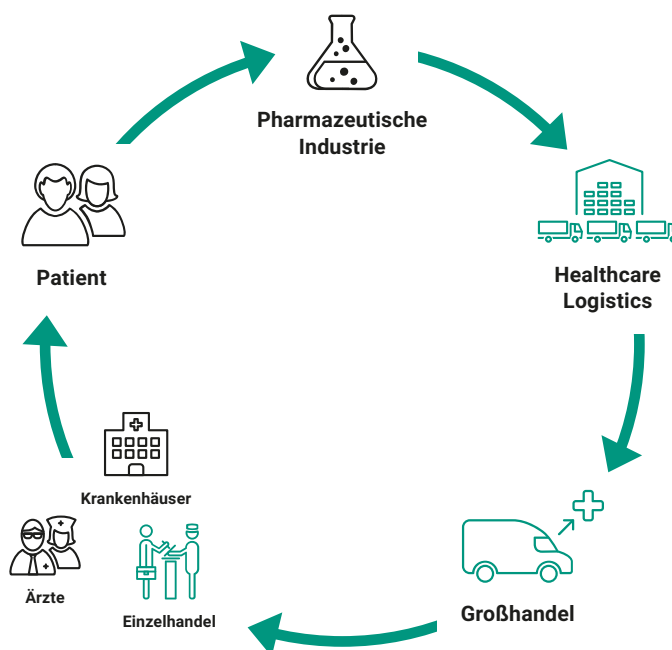 Pharmazeutische
Industrie
Healthcare
Logistics
Großhandel
Einzelhandel
Ärzte
Krankenhäuser
Patient